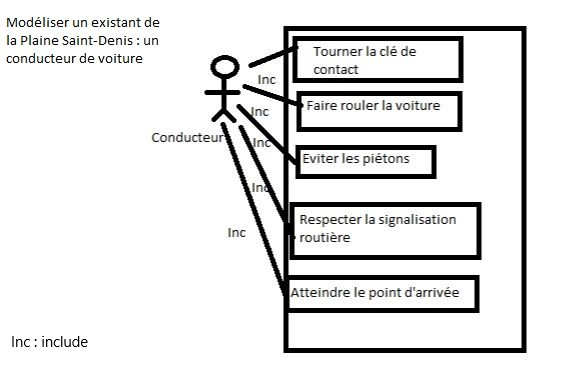 Modéliser un existant de
la Plaine Saint-Denis : un
conducteur de voiture
Tourner la clé de
contact
Inc
Faire rouler la voiture
Inc
Conducteur
Inc
Eviter les piétons
Inc
Respecter la signalisation
routière
Inc
Atteindre le point d'arrivée
Inc : include